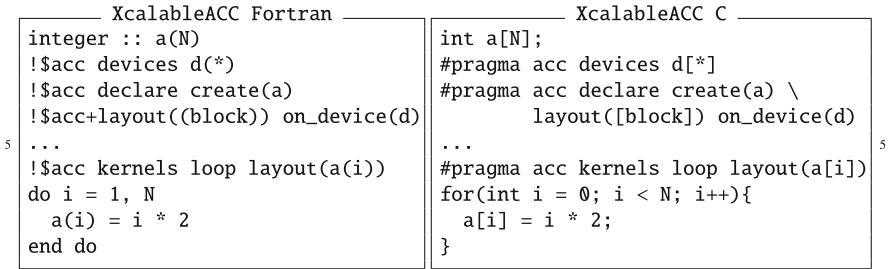 XcalableACC Fortran
integer :: a(N)
!$acc devices d(*)
!$acc declare create(a)
!$acc+layout((block)) on_device(d)
5 ...
!$acc kernels loop layout(a(i))
do i = 1, N
  a(i) = i * 2
end do
XcalableACC C
int a[N];
#pragma acc devices d[*]
#pragma acc declare create(a) \
        layout([block]) on_device(d)
... 5
#pragma acc kernels loop layout(a[i])
for(int i = 0; i < N; i++){
  a[i] = i * 2;
}